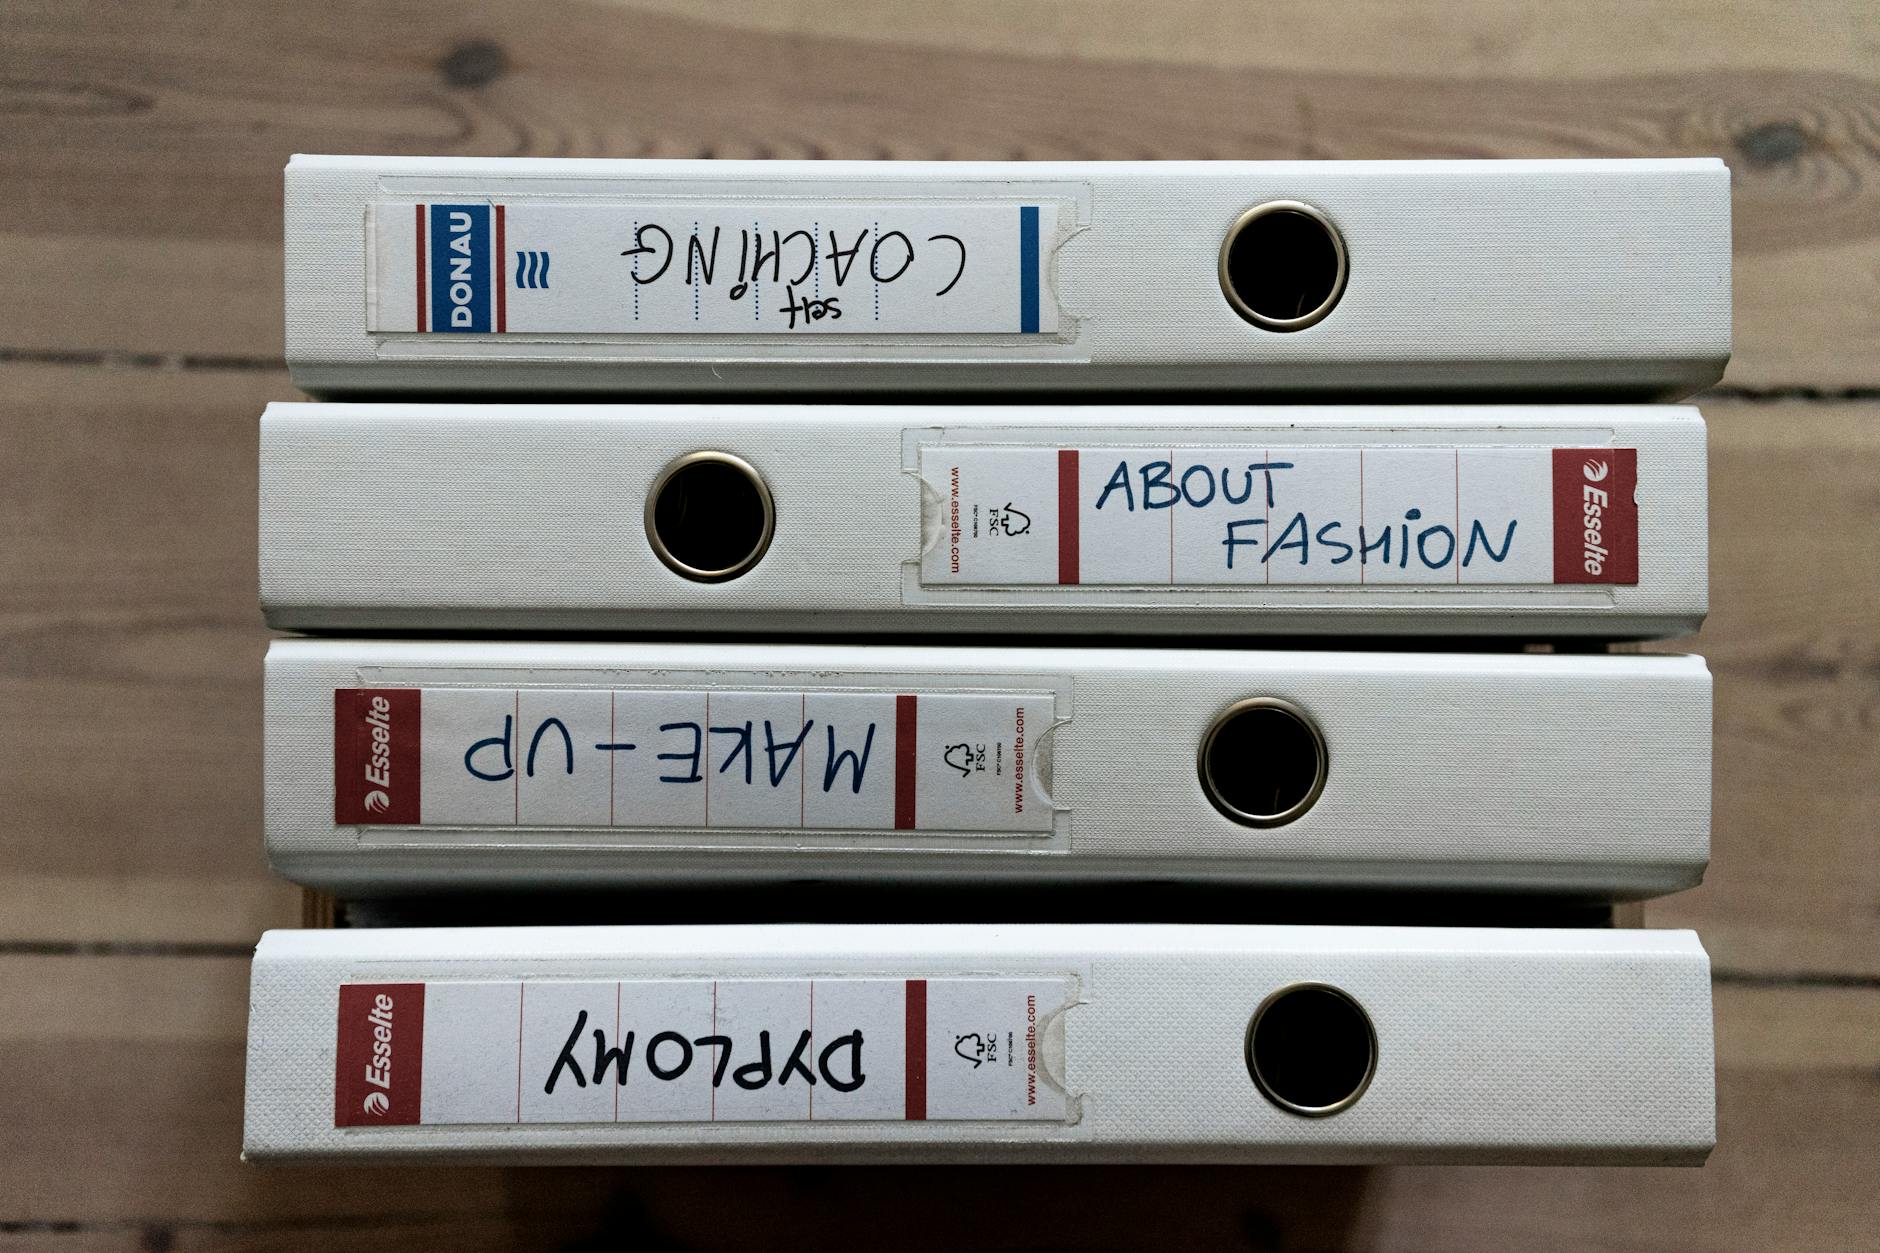 DONAU
self
COACHING
ABOUT
FASHION
Esselte
www.esselte.com
FSC
Esselte
MAKE-UP
FSC
www.esselte.com
Esselte
DYPLOMY
FSC
www.esselte.com